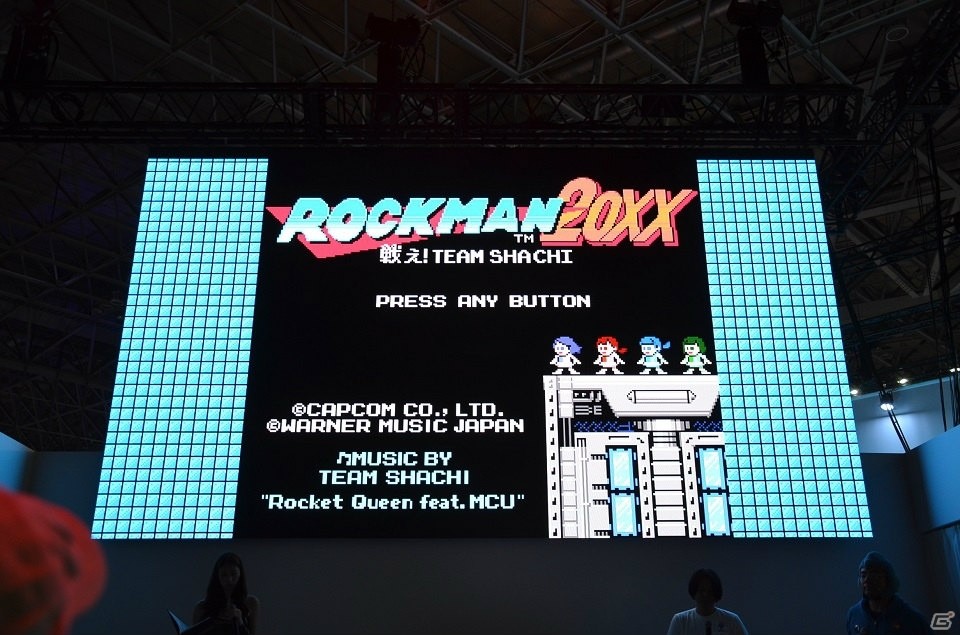 ROCKMAN 20XX
TM
戦え!TEAM SHACHI
PRESS ANY BUTTON
©CAPCOM CO., LTD.
©WARNER MUSIC JAPAN
♫MUSIC BY
TEAM SHACHI
"Rocket Queen feat. MCU"